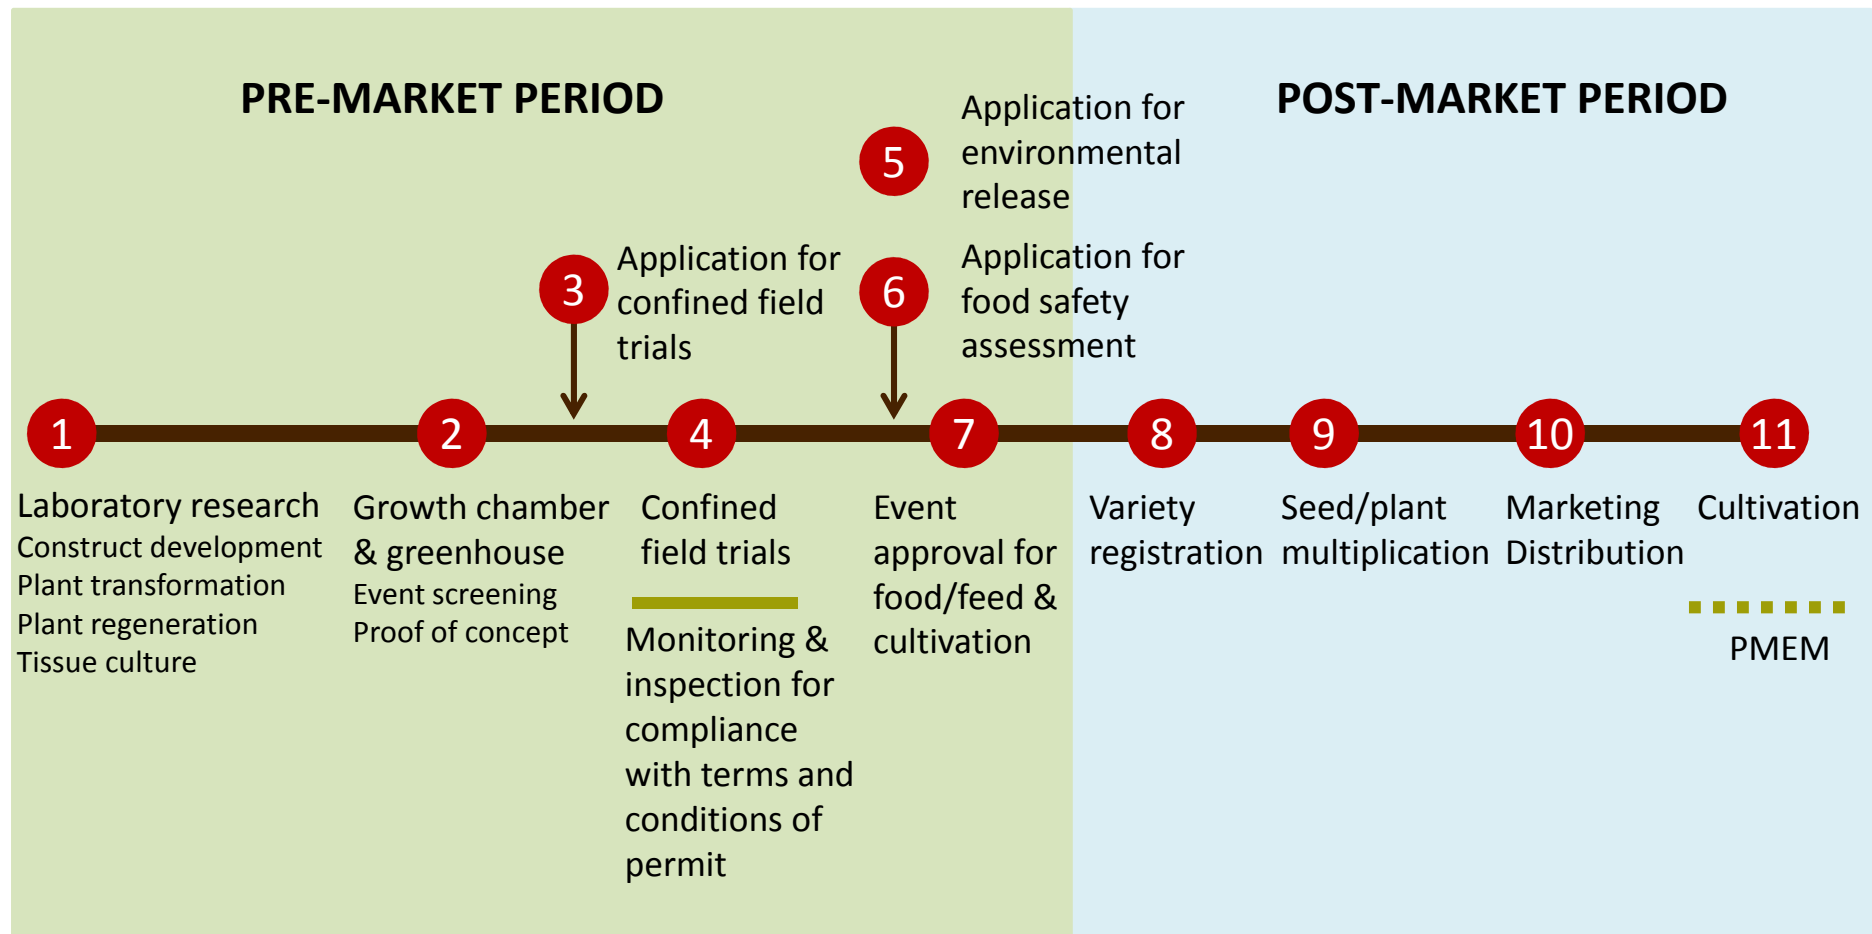 PRE-MARKET PERIOD
POST-MARKET PERIOD
5
Application for
environmental
release
3
Application for
confined field
trials
6
Application for
food safety
assessment
1
2
4
7
8
9
10
11
Laboratory research
Construct development
Plant transformation
Plant regeneration
Tissue culture
Growth chamber
& greenhouse
Event screening
Proof of concept
Confined
field trials
Monitoring &
inspection for
compliance
with terms and
conditions of
permit
Event
approval for
food/feed &
cultivation
Variety
registration
Seed/plant
multiplication
Marketing
Distribution
Cultivation
PMEM